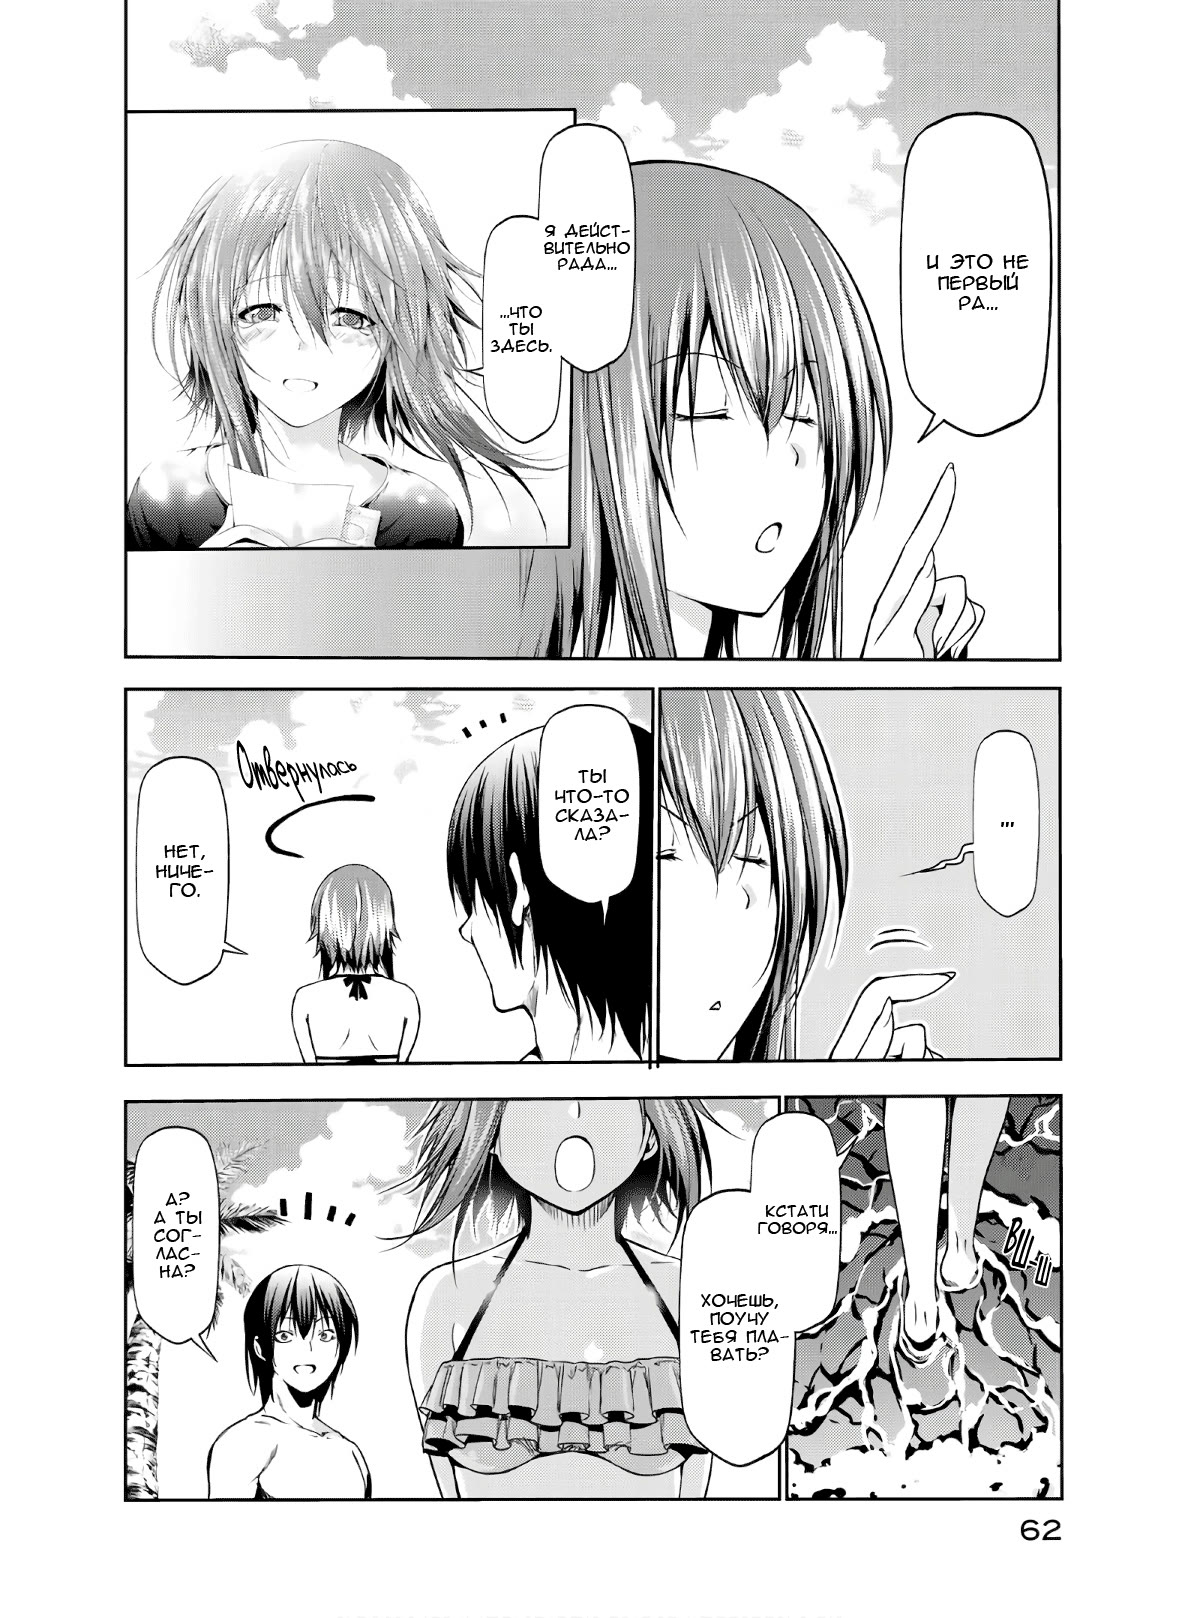 И ЭТО НЕ
ПЕРВЫЙ
РА...
Я ДЕЙСТ-
ВИТЕЛЬНО
РАДА...
...ЧТО
ТЫ
ЗДЕСЬ.
...
ТЫ
ЧТО-ТО
СКАЗА-
ЛА?
Отвернулась
НЕТ,
НИЧЕ-
ГО.
ВШ-Ш
КСТАТИ
ГОВОРЯ...
ХОЧЕШЬ,
ПОУЧУ
ТЕБЯ ПЛА-
ВАТЬ?
А?
А ТЫ
СОГ-
ЛАС-
НА?
62